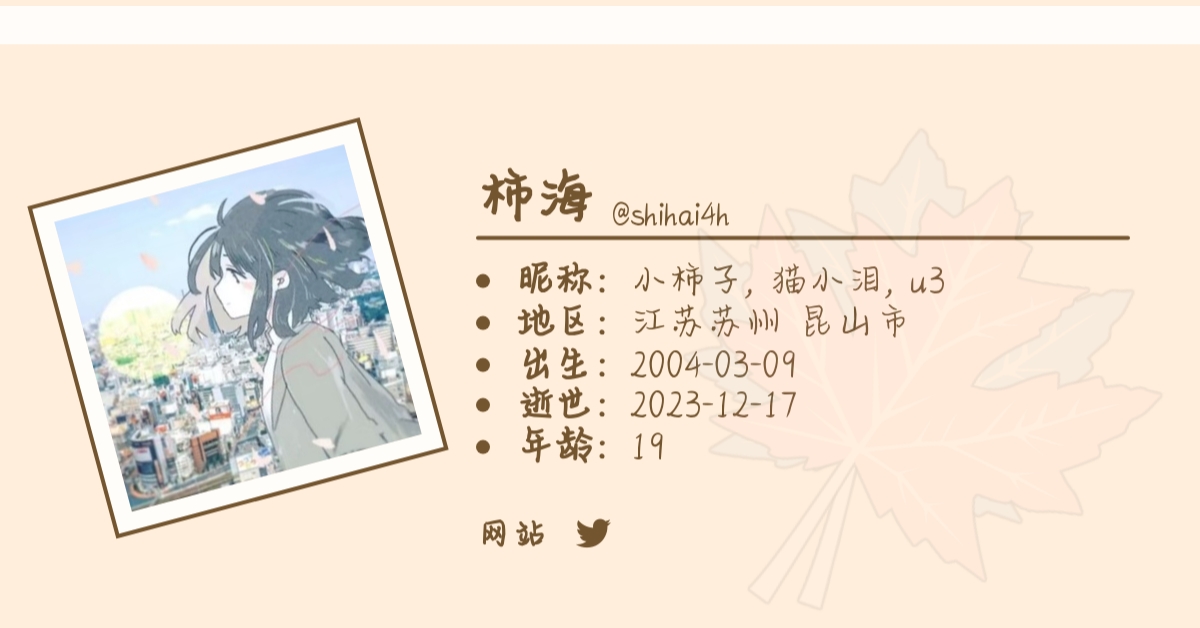 柿海 @shihai4h
昵称: 小柿子, 猫小泪, u3
地区: 江苏苏州 昆山市
出生: 2004-03-09
逝世: 2023-12-17
年龄: 19
网站